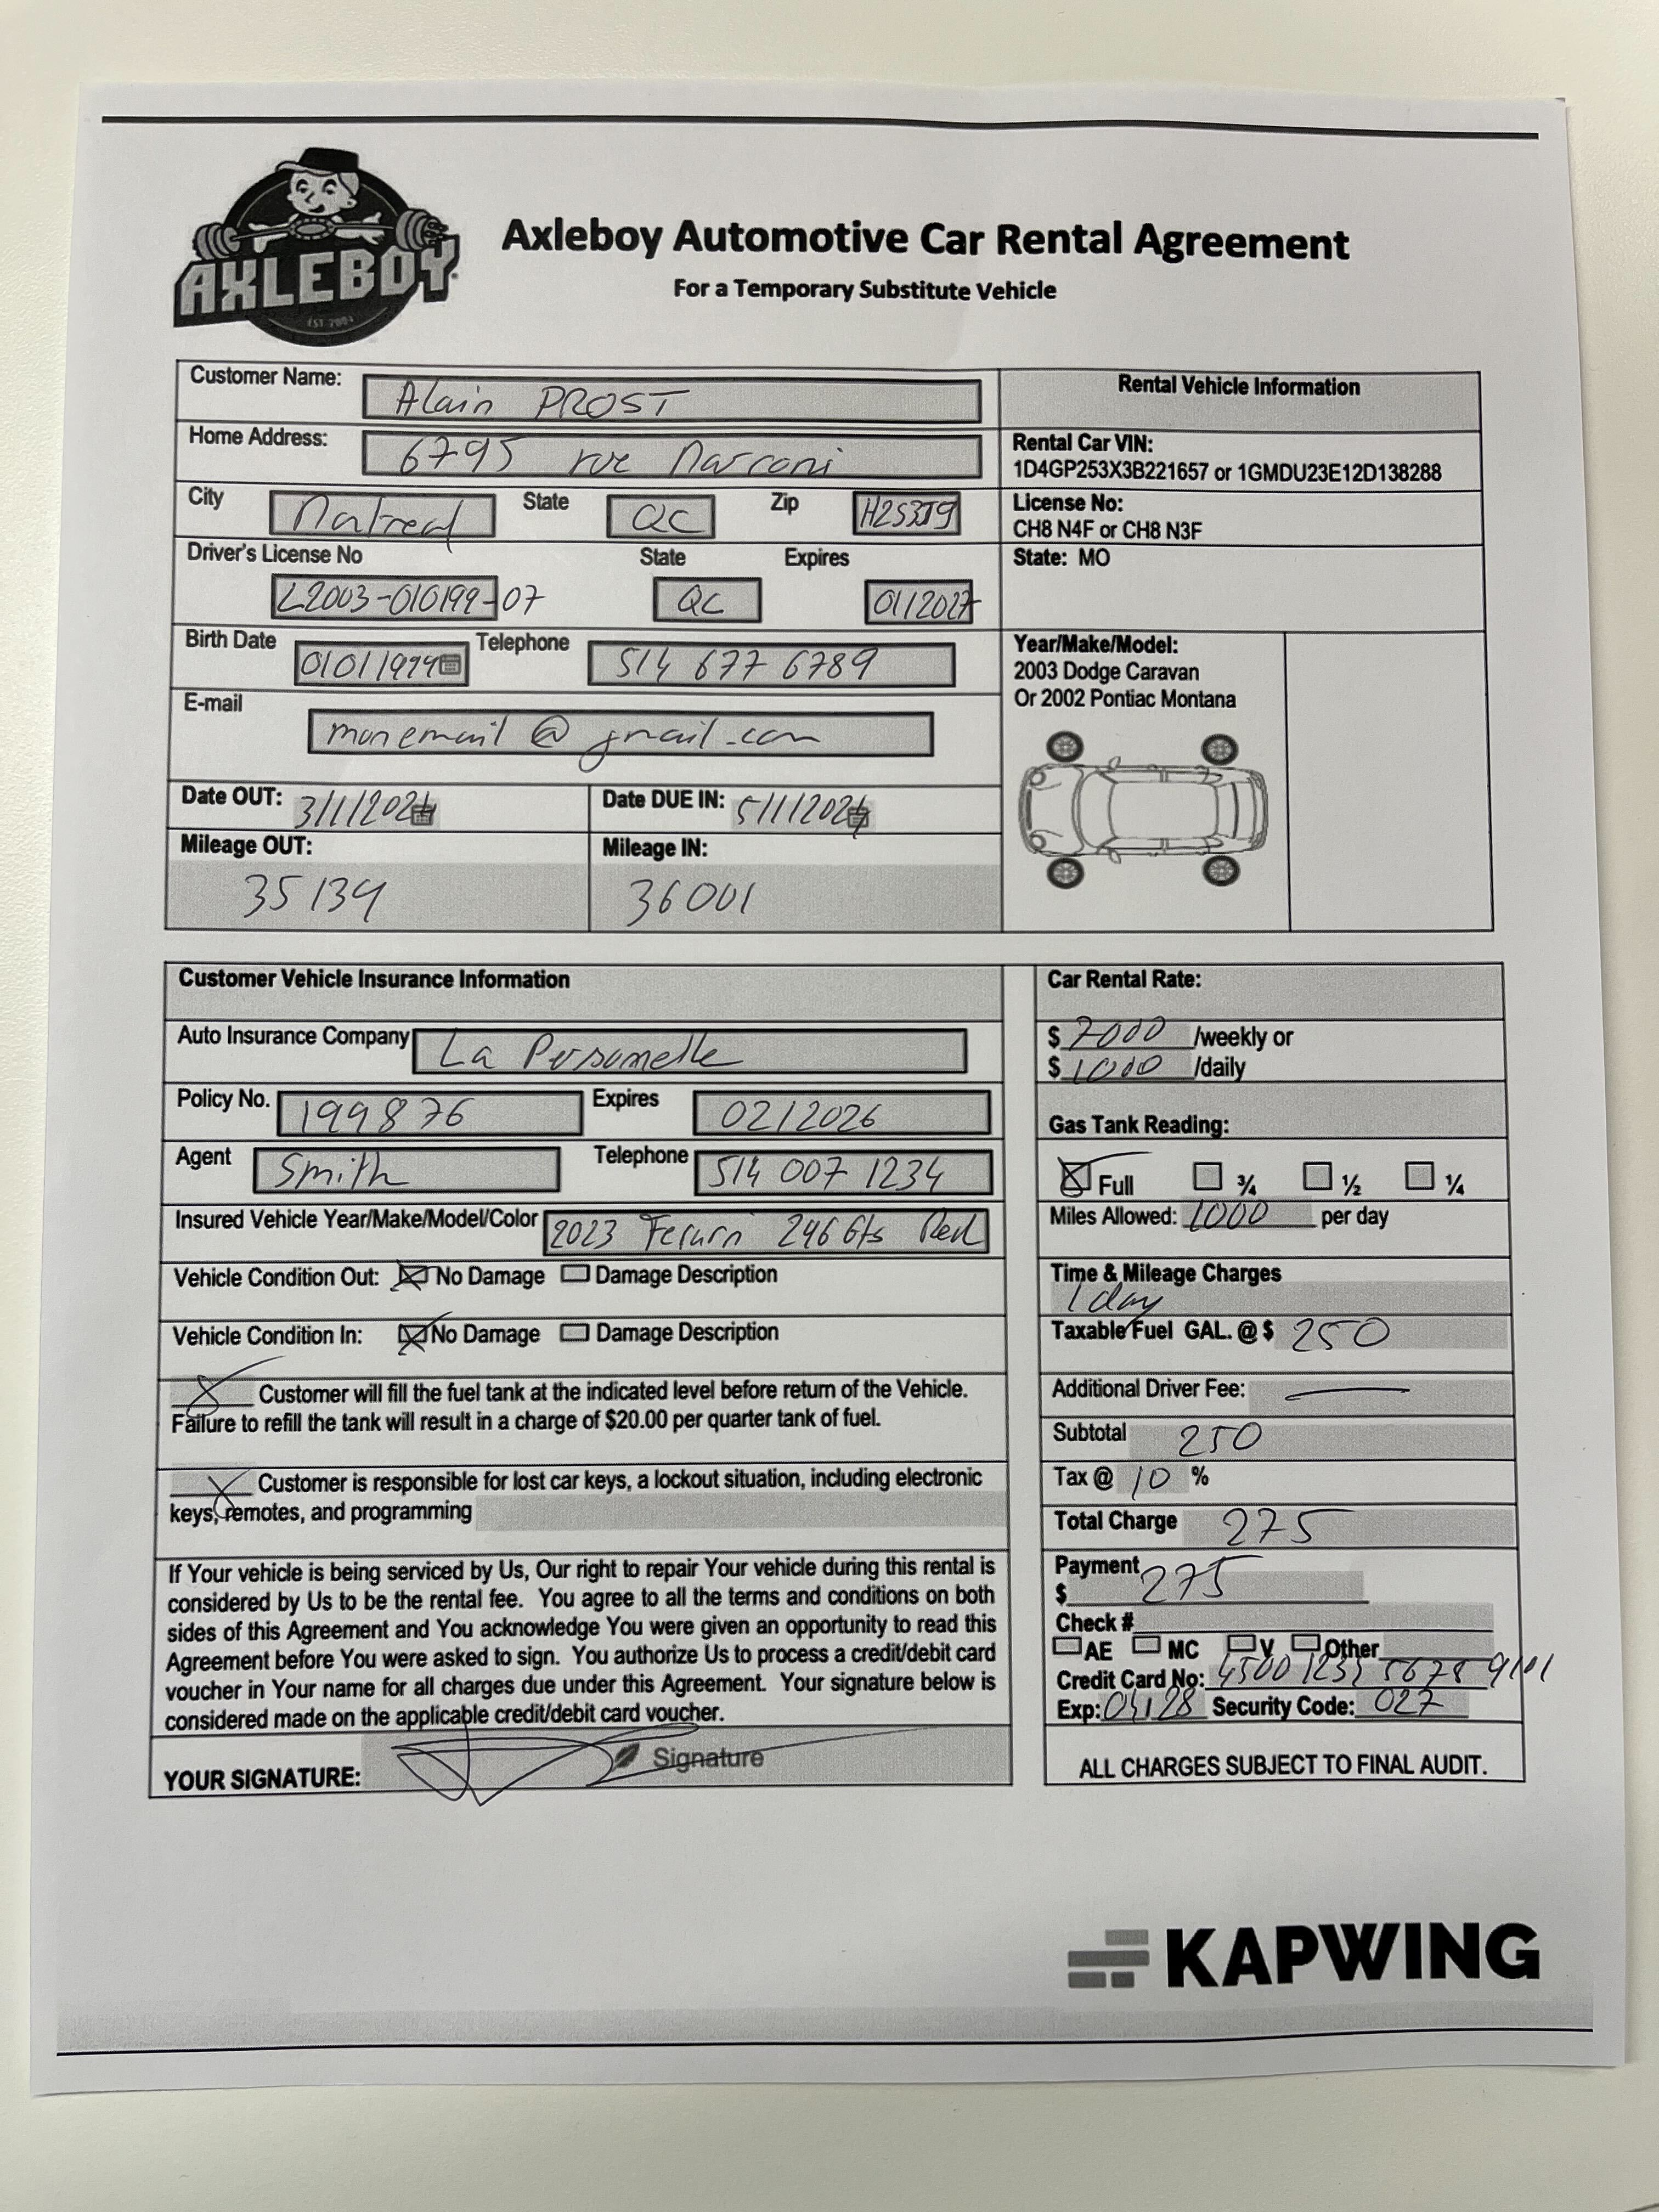 AXLEBOY
EST 2004
Axleboy Automotive Car Rental Agreement
For a Temporary Substitute Vehicle
Customer Name: Alain PROST
Home Address: 6795 rue Marconi
City Montreal State QC Zip H2S3J9
Driver's License No State Expires
L2003-010199-07 QC 01/2027
Birth Date 01011999 Telephone 514 677 6789
E-mail
monemail @ gmail.com
Date OUT: 3/1/2024 Date DUE IN: 5/1/2024
Mileage OUT: Mileage IN:
35134 36001
Rental Vehicle Information
Rental Car VIN:
1D4GP253X3B221657 or 1GMDU23E12D138288
License No:
CH8 N4F or CH8 N3F
State: MO
Year/Make/Model:
2003 Dodge Caravan
Or 2002 Pontiac Montana
Customer Vehicle Insurance Information
Auto Insurance Company La Personnelle
Policy No. 199876 Expires 02/2026
Agent Smith Telephone 514 007 1234
Insured Vehicle Year/Make/Model/Color 2023 Ferrari 296 Gts Red
Vehicle Condition Out: No Damage Damage Description
Vehicle Condition In: No Damage Damage Description
X Customer will fill the fuel tank at the indicated level before return of the Vehicle.
Failure to refill the tank will result in a charge of $20.00 per quarter tank of fuel.
X Customer is responsible for lost car keys, a lockout situation, including electronic
keys, remotes, and programming
If Your vehicle is being serviced by Us, Our right to repair Your vehicle during this rental is
considered by Us to be the rental fee. You agree to all the terms and conditions on both
sides of this Agreement and You acknowledge You were given an opportunity to read this
Agreement before You were asked to sign. You authorize Us to process a credit/debit card
voucher in Your name for all charges due under this Agreement. Your signature below is
considered made on the applicable credit/debit card voucher.
YOUR SIGNATURE: Signature
Car Rental Rate:
$ 7000 /weekly or
$ 1000 /daily
Gas Tank Reading:
Full ¾ ½ ¼
Miles Allowed: 1000 per day
Time & Mileage Charges
1 day
Taxable Fuel GAL. @ $ 250
Additional Driver Fee: —
Subtotal 250
Tax @ 10 %
Total Charge 275
Payment
$ 275
Check #
AE MC V Other
Credit Card No: 4500 1235 5678 9101
Exp: 04/28 Security Code: 027
ALL CHARGES SUBJECT TO FINAL AUDIT.
KAPWING